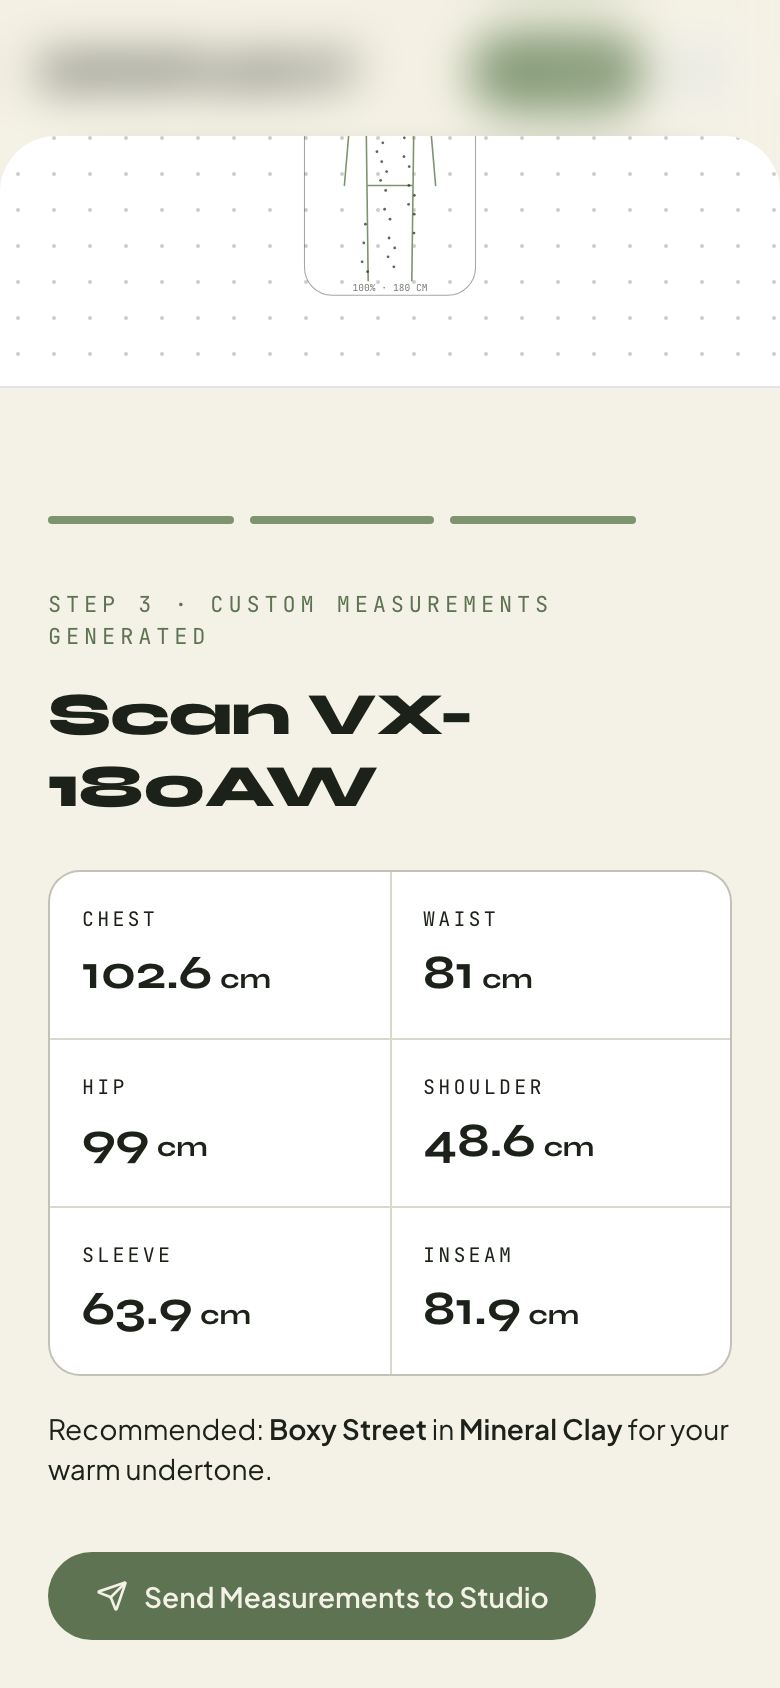 100% · 180 CM
STEP 3 · CUSTOM MEASUREMENTS
GENERATED
Scan VX-
180AW
CHEST
102.6 cm
WAIST
81 cm
HIP
99 cm
SHOULDER
48.6 cm
SLEEVE
63.9 cm
INSEAM
81.9 cm
Recommended: Boxy Street in Mineral Clay for your
warm undertone.
Send Measurements to Studio